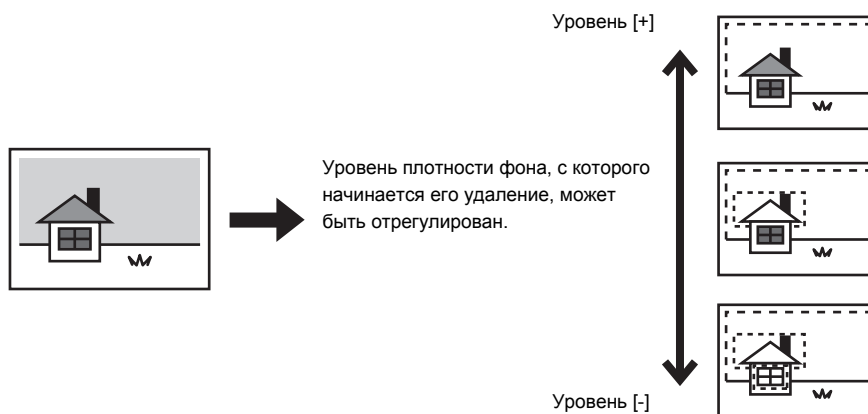 Уровень [+]
Уровень плотности фона, с которого
начинается его удаление, может
быть отрегулирован.
Уровень [-]